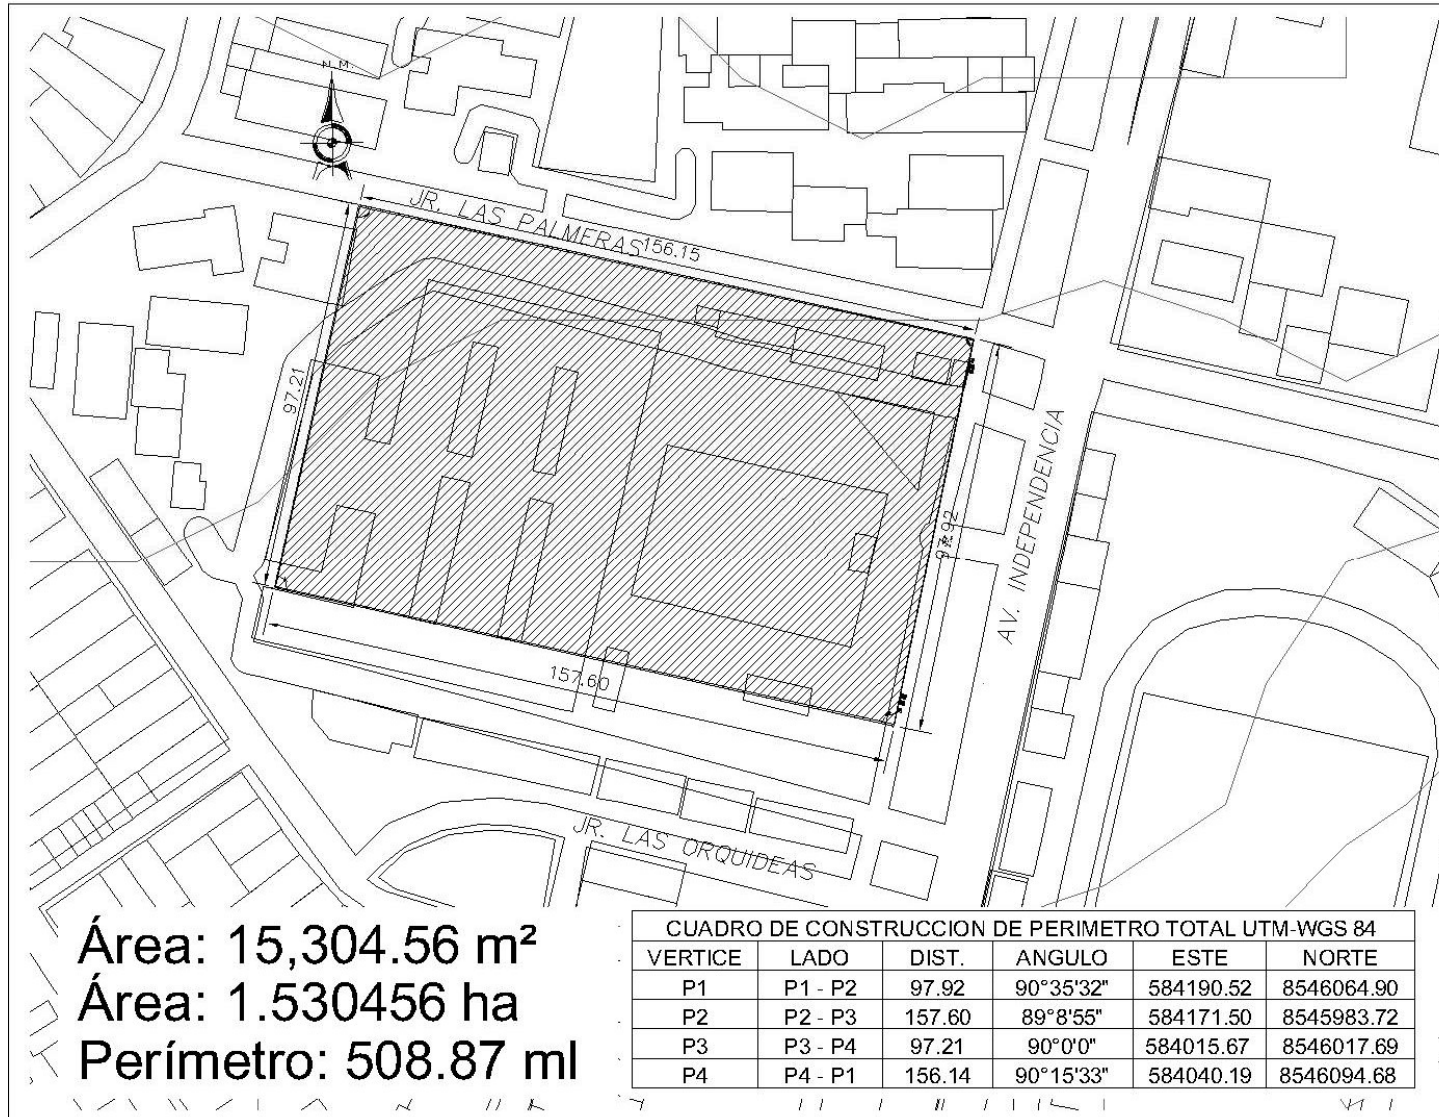 N.M.
JR. LAS PALMERAS
156.15
97.21
97.92
AV. INDEPENDENCIA
157.60
JR. LAS ORQUIDEAS
Área: 15,304.56 m²
Área: 1.530456 ha
Perímetro: 508.87 ml
CUADRO DE CONSTRUCCION DE PERIMETRO TOTAL UTM-WGS 84
VERTICE LADO DIST. ANGULO ESTE NORTE
P1 P1 - P2 97.92 90°35'32" 584190.52 8546064.90
P2 P2 - P3 157.60 89°8'55" 584171.50 8545983.72
P3 P3 - P4 97.21 90°0'0" 584015.67 8546017.69
P4 P4 - P1 156.14 90°15'33" 584040.19 8546094.68